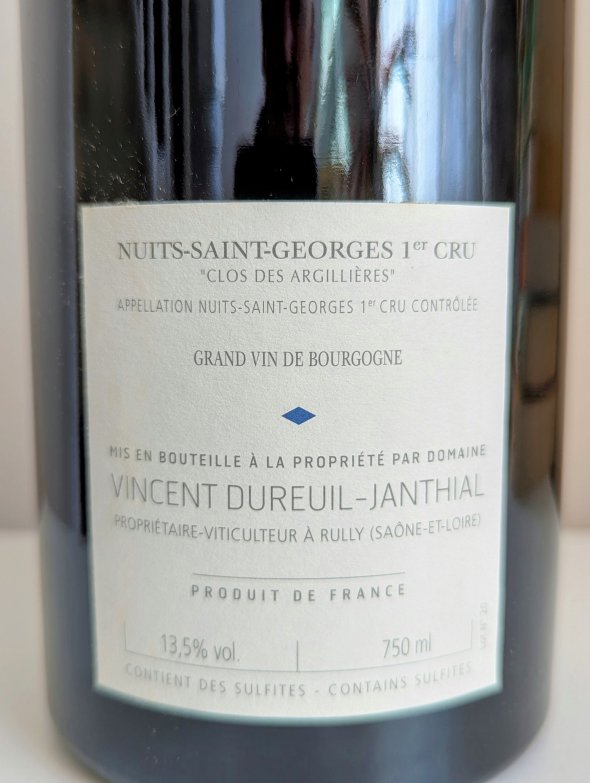 NUITS-SAINT-GEORGES 1er CRU
"CLOS DES ARGILLIÈRES"
APPELLATION NUITS-SAINT-GEORGES 1er CRU CONTRÔLÉE
GRAND VIN DE BOURGOGNE
MIS EN BOUTEILLE À LA PROPRIÉTÉ PAR DOMAINE
VINCENT DUREUIL-JANTHIAL
PROPRIÉTAIRE-VITICULTEUR À RULLY (SAÔNE-ET-LOIRE)
PRODUIT DE FRANCE
13,5% vol.
750 ml
CONTIENT DES SULFITES - CONTAINS SULFITES